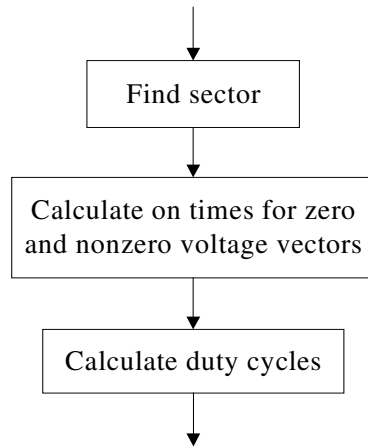 Find sector
Calculate on times for zero
and nonzero voltage vectors
Calculate duty cycles